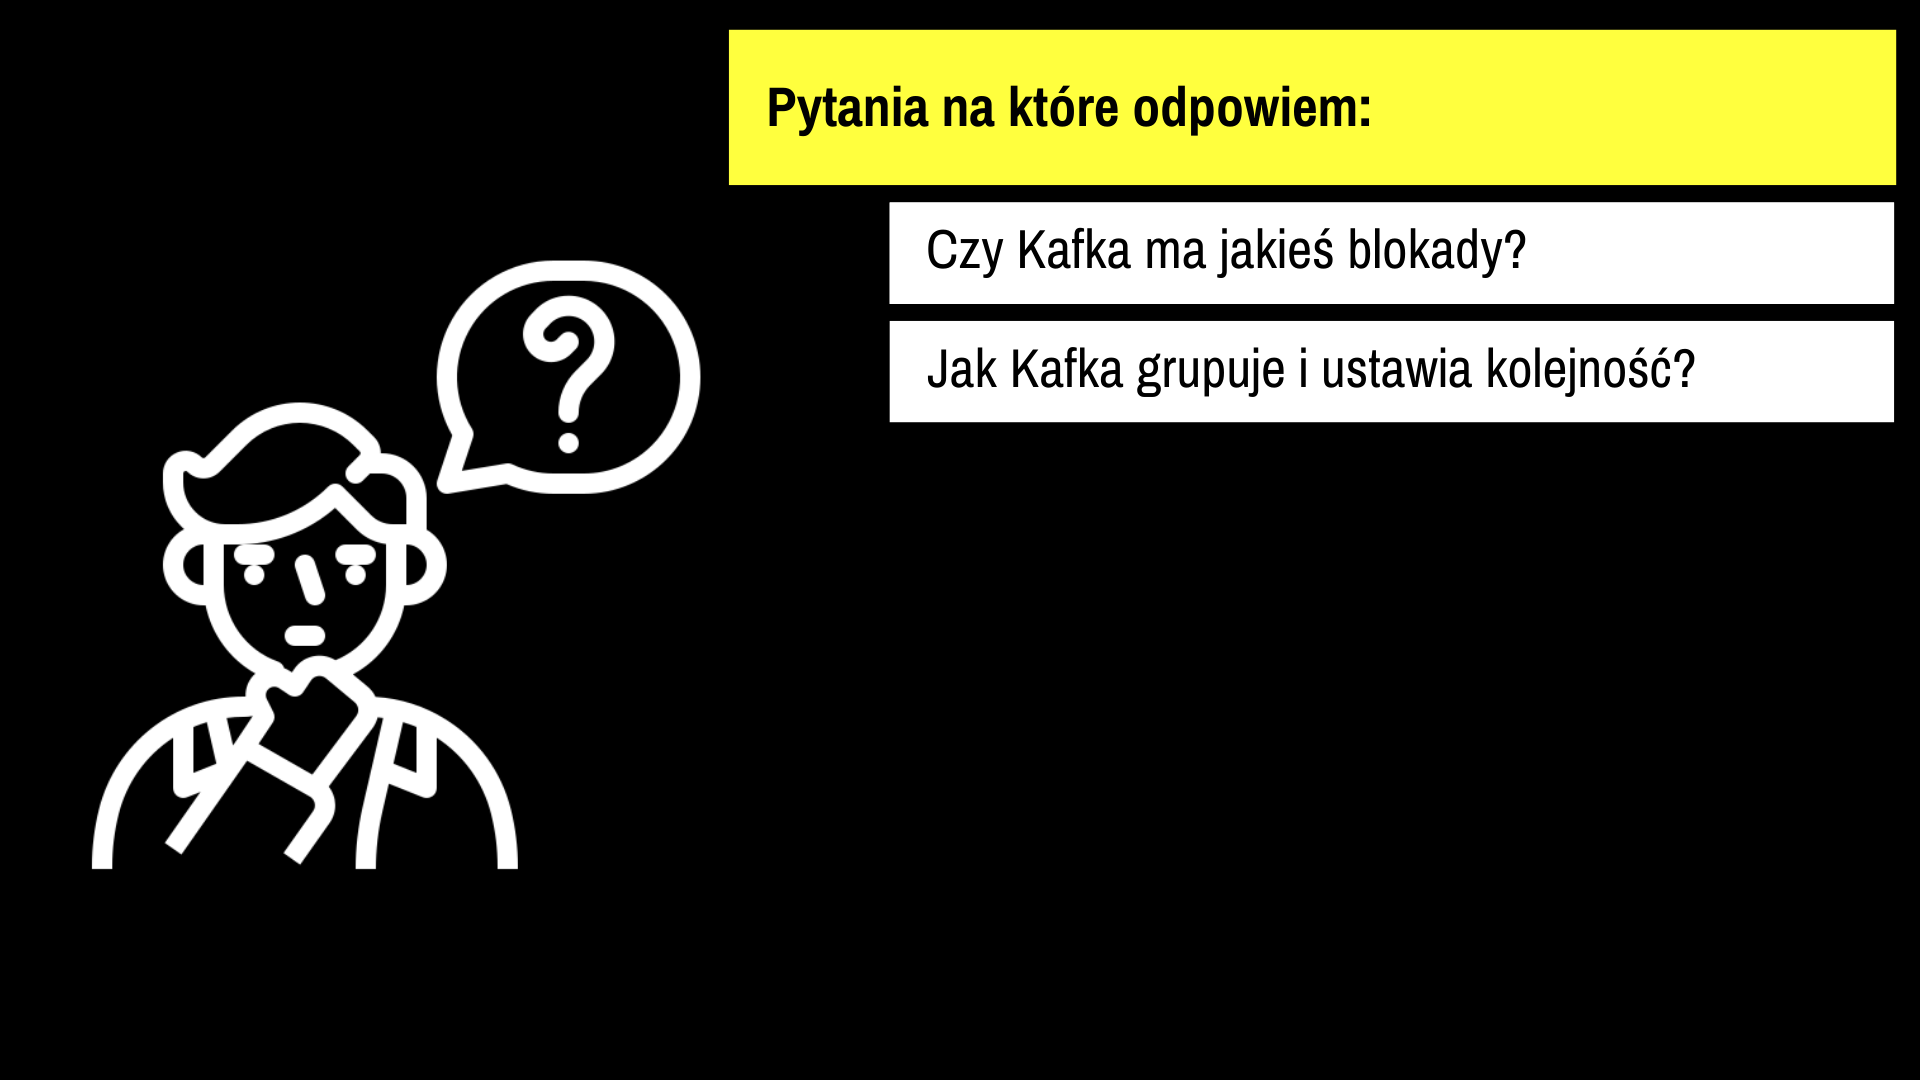 Pytania na które odpowiem:
Czy Kafka ma jakieś blokady?
Jak Kafka grupuje i ustawia kolejność?
?